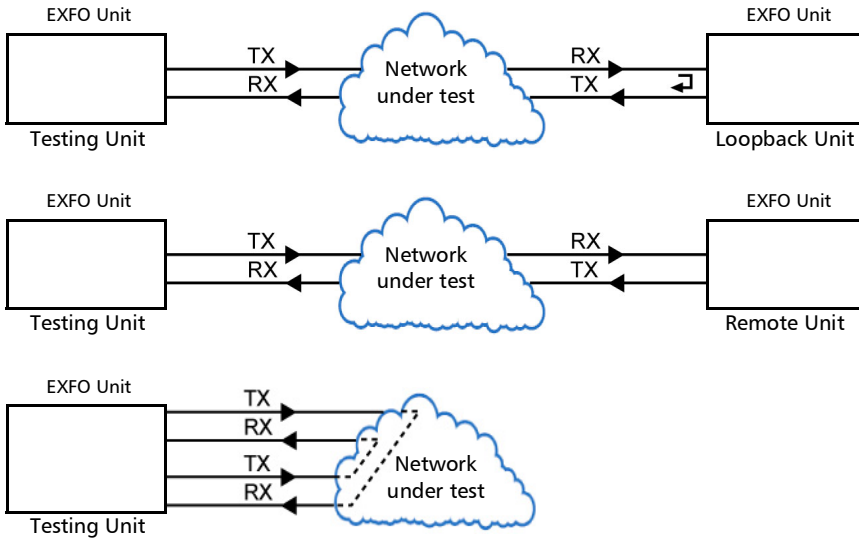 EXFO Unit
EXFO Unit
TX
RX
Network
under test
RX
TX
Testing Unit
Loopback Unit
EXFO Unit
EXFO Unit
TX
RX
Network
under test
RX
TX
Testing Unit
Remote Unit
EXFO Unit
TX
RX
TX
RX
Network
under test
Testing Unit